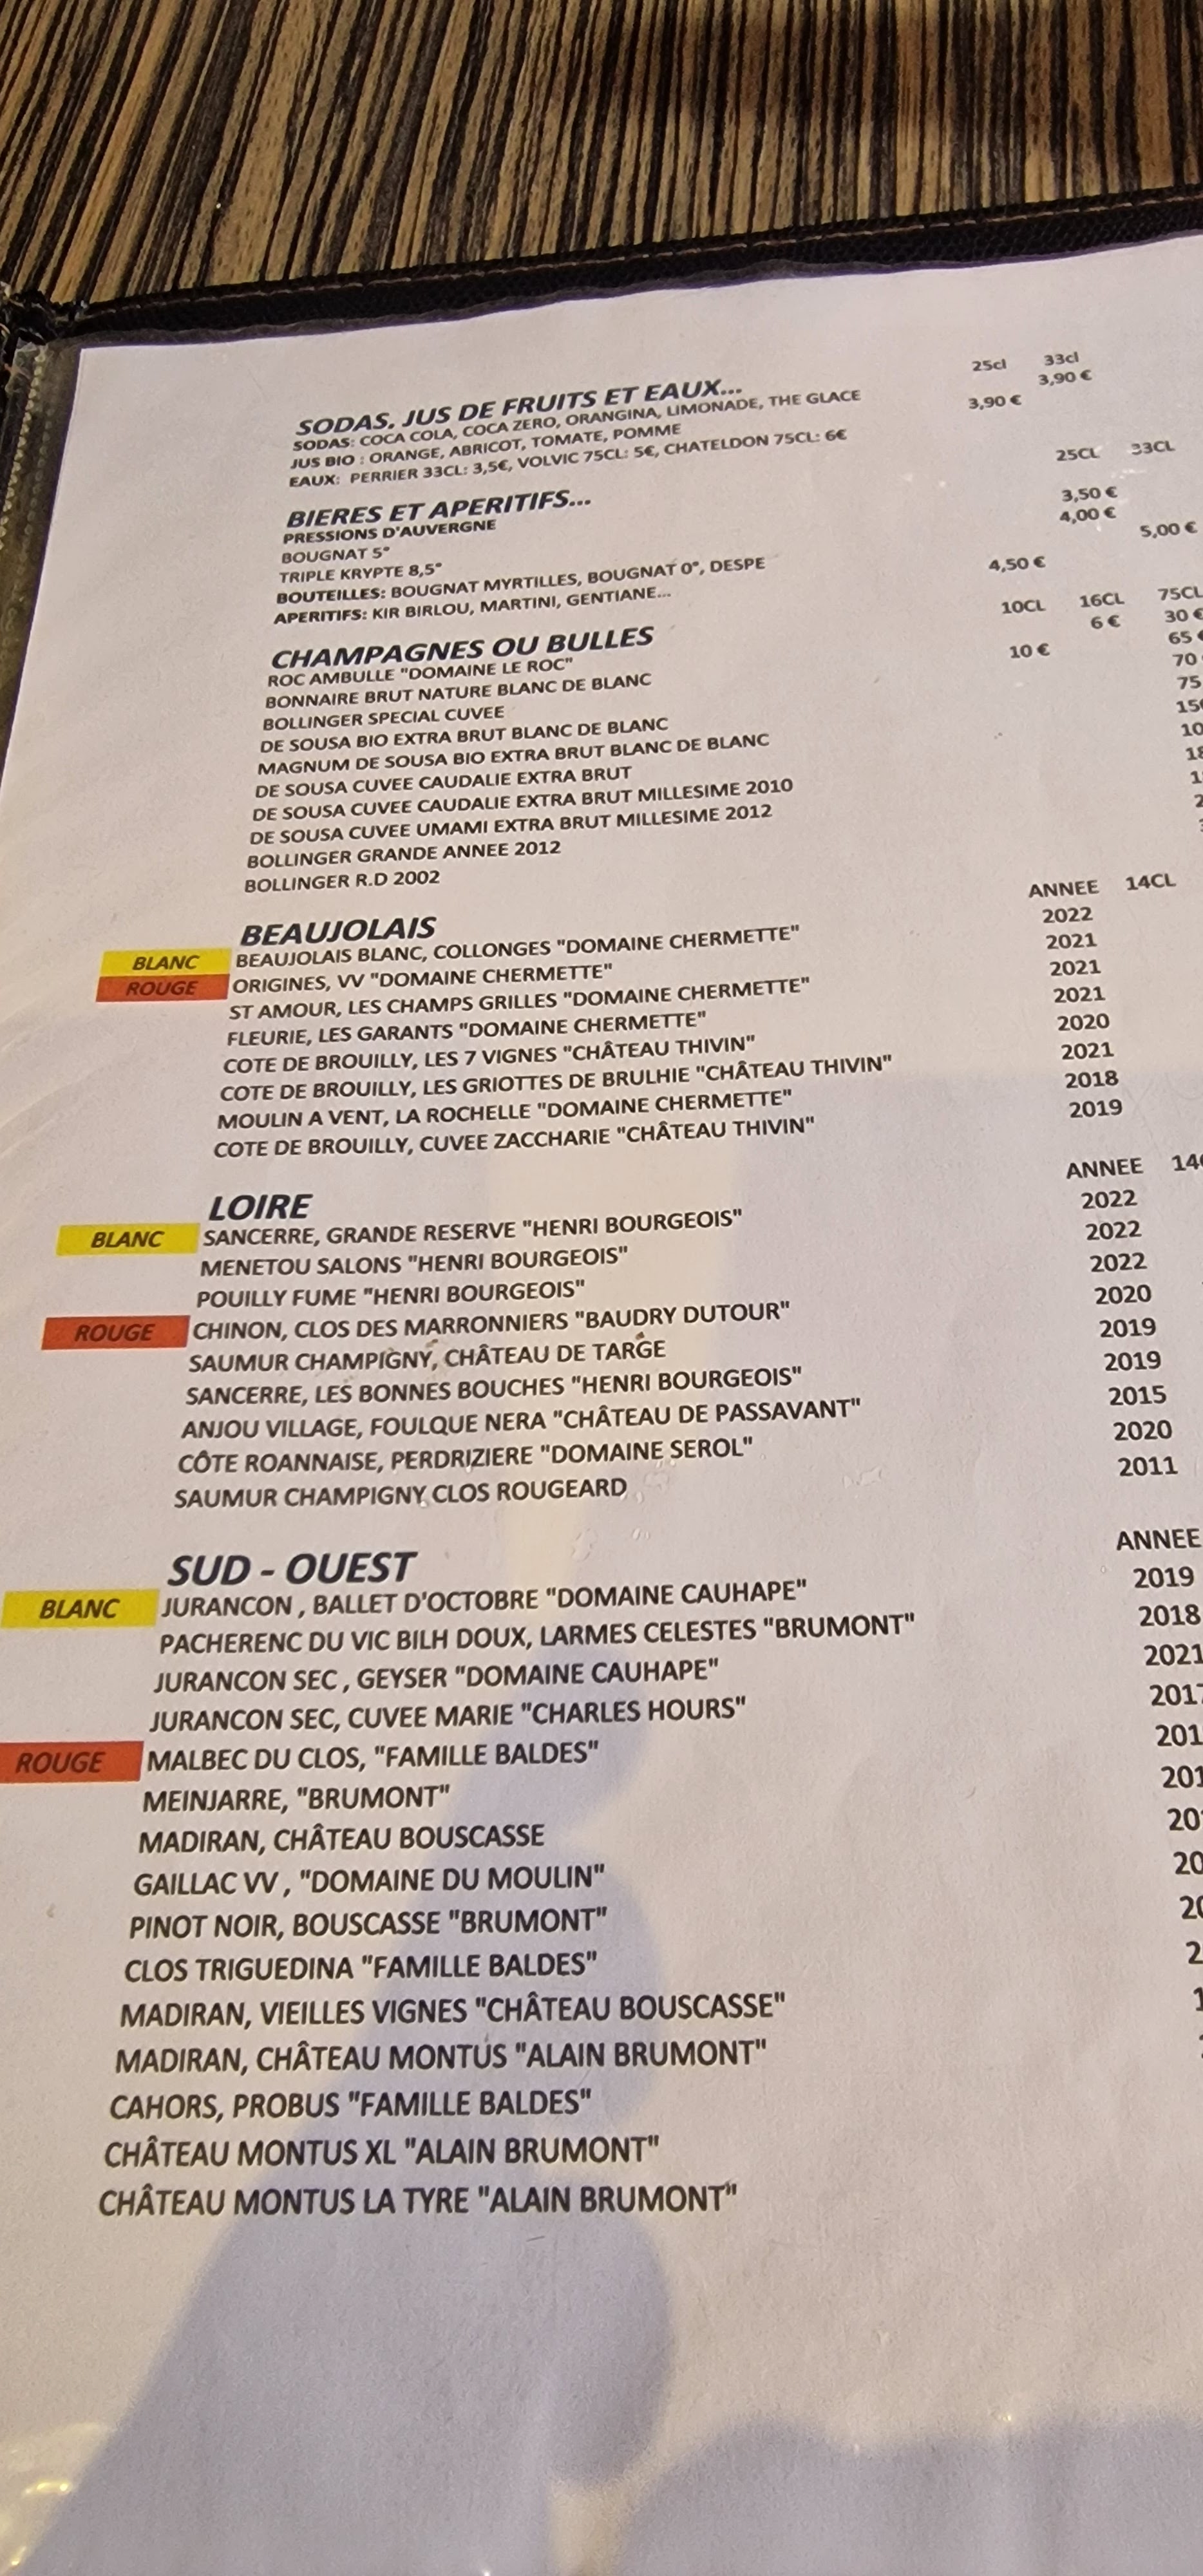 25cl 33cl
SODAS, JUS DE FRUITS ET EAUX...
SODAS: COCA COLA, COCA ZERO, ORANGINA, LIMONADE, THE GLACE 3,90 €
JUS BIO : ORANGE, ABRICOT, TOMATE, POMME 3,90 €
EAUX: PERRIER 33CL: 3,5€, VOLVIC 75CL: 5€, CHATELDON 75CL: 6€
BIERES ET APERITIFS... 25CL 33CL
PRESSIONS D'AUVERGNE
BOUGNAT 5° 3,50 €
TRIPLE KRYPTE 8,5° 4,00 €
BOUTEILLES: BOUGNAT MYRTILLES, BOUGNAT 0°, DESPE 5,00 €
APERITIFS: KIR BIRLOU, MARTINI, GENTIANE... 4,50 €
CHAMPAGNES OU BULLES 10CL 16CL 75CL
ROC AMBULLE "DOMAINE LE ROC" 6 € 30 €
BONNAIRE BRUT NATURE BLANC DE BLANC 10 € 65
BOLLINGER SPECIAL CUVEE 70
DE SOUSA BIO EXTRA BRUT BLANC DE BLANC 75
MAGNUM DE SOUSA BIO EXTRA BRUT BLANC DE BLANC
DE SOUSA CUVEE CAUDALIE EXTRA BRUT
DE SOUSA CUVEE CAUDALIE EXTRA BRUT MILLESIME 2010
DE SOUSA CUVEE UMAMI EXTRA BRUT MILLESIME 2012
BOLLINGER GRANDE ANNEE 2012
BOLLINGER R.D 2002
BEAUJOLAIS ANNEE 14CL
BLANC BEAUJOLAIS BLANC, COLLONGES "DOMAINE CHERMETTE" 2022
ROUGE ORIGINES, VV "DOMAINE CHERMETTE" 2021
ST AMOUR, LES CHAMPS GRILLES "DOMAINE CHERMETTE" 2021
FLEURIE, LES GARANTS "DOMAINE CHERMETTE" 2021
COTE DE BROUILLY, LES 7 VIGNES "CHÂTEAU THIVIN" 2020
COTE DE BROUILLY, LES GRIOTTES DE BRULHIE "CHÂTEAU THIVIN" 2021
MOULIN A VENT, LA ROCHELLE "DOMAINE CHERMETTE" 2018
COTE DE BROUILLY, CUVEE ZACCHARIE "CHÂTEAU THIVIN" 2019
LOIRE ANNEE
BLANC SANCERRE, GRANDE RESERVE "HENRI BOURGEOIS" 2022
MENETOU SALONS "HENRI BOURGEOIS" 2022
POUILLY FUME "HENRI BOURGEOIS" 2022
ROUGE CHINON, CLOS DES MARRONNIERS "BAUDRY DUTOUR" 2020
SAUMUR CHAMPIGNY, CHÂTEAU DE TARGE 2019
SANCERRE, LES BONNES BOUCHES "HENRI BOURGEOIS" 2019
ANJOU VILLAGE, FOULQUE NERA "CHÂTEAU DE PASSAVANT" 2015
CÔTE ROANNAISE, PERDRIZIERE "DOMAINE SEROL" 2020
SAUMUR CHAMPIGNY CLOS ROUGEARD 2011
SUD - OUEST ANNEE
BLANC JURANCON , BALLET D'OCTOBRE "DOMAINE CAUHAPE" 2019
PACHERENC DU VIC BILH DOUX, LARMES CELESTES "BRUMONT" 2018
JURANCON SEC , GEYSER "DOMAINE CAUHAPE" 2021
JURANCON SEC, CUVEE MARIE "CHARLES HOURS" 2017
ROUGE MALBEC DU CLOS, "FAMILLE BALDES"
MEINJARRE, "BRUMONT"
MADIRAN, CHÂTEAU BOUSCASSE
GAILLAC VV , "DOMAINE DU MOULIN"
PINOT NOIR, BOUSCASSE "BRUMONT"
CLOS TRIGUEDINA "FAMILLE BALDES"
MADIRAN, VIEILLES VIGNES "CHÂTEAU BOUSCASSE"
MADIRAN, CHÂTEAU MONTUS "ALAIN BRUMONT"
CAHORS, PROBUS "FAMILLE BALDES"
CHÂTEAU MONTUS XL "ALAIN BRUMONT"
CHÂTEAU MONTUS LA TYRE "ALAIN BRUMONT"